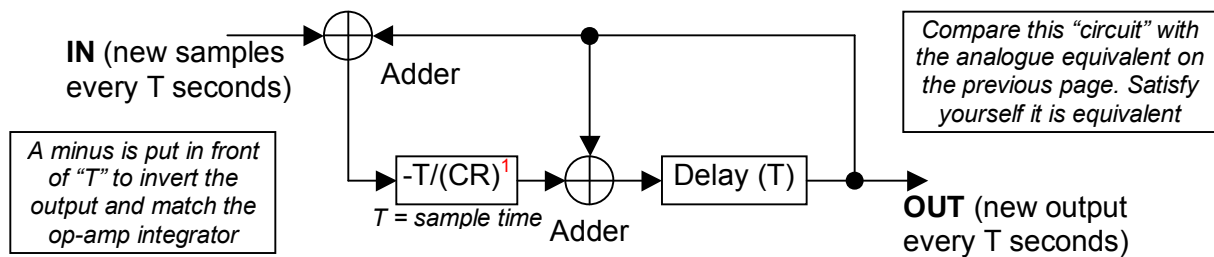 IN (new samples
every T seconds)
Adder
Compare this “circuit” with
the analogue equivalent on
the previous page. Satisfy
yourself it is equivalent
A minus is put in front
of “T” to invert the
output and match the
op-amp integrator
-T/(CR)¹
T = sample time
Adder
Delay (T)
OUT (new output
every T seconds)